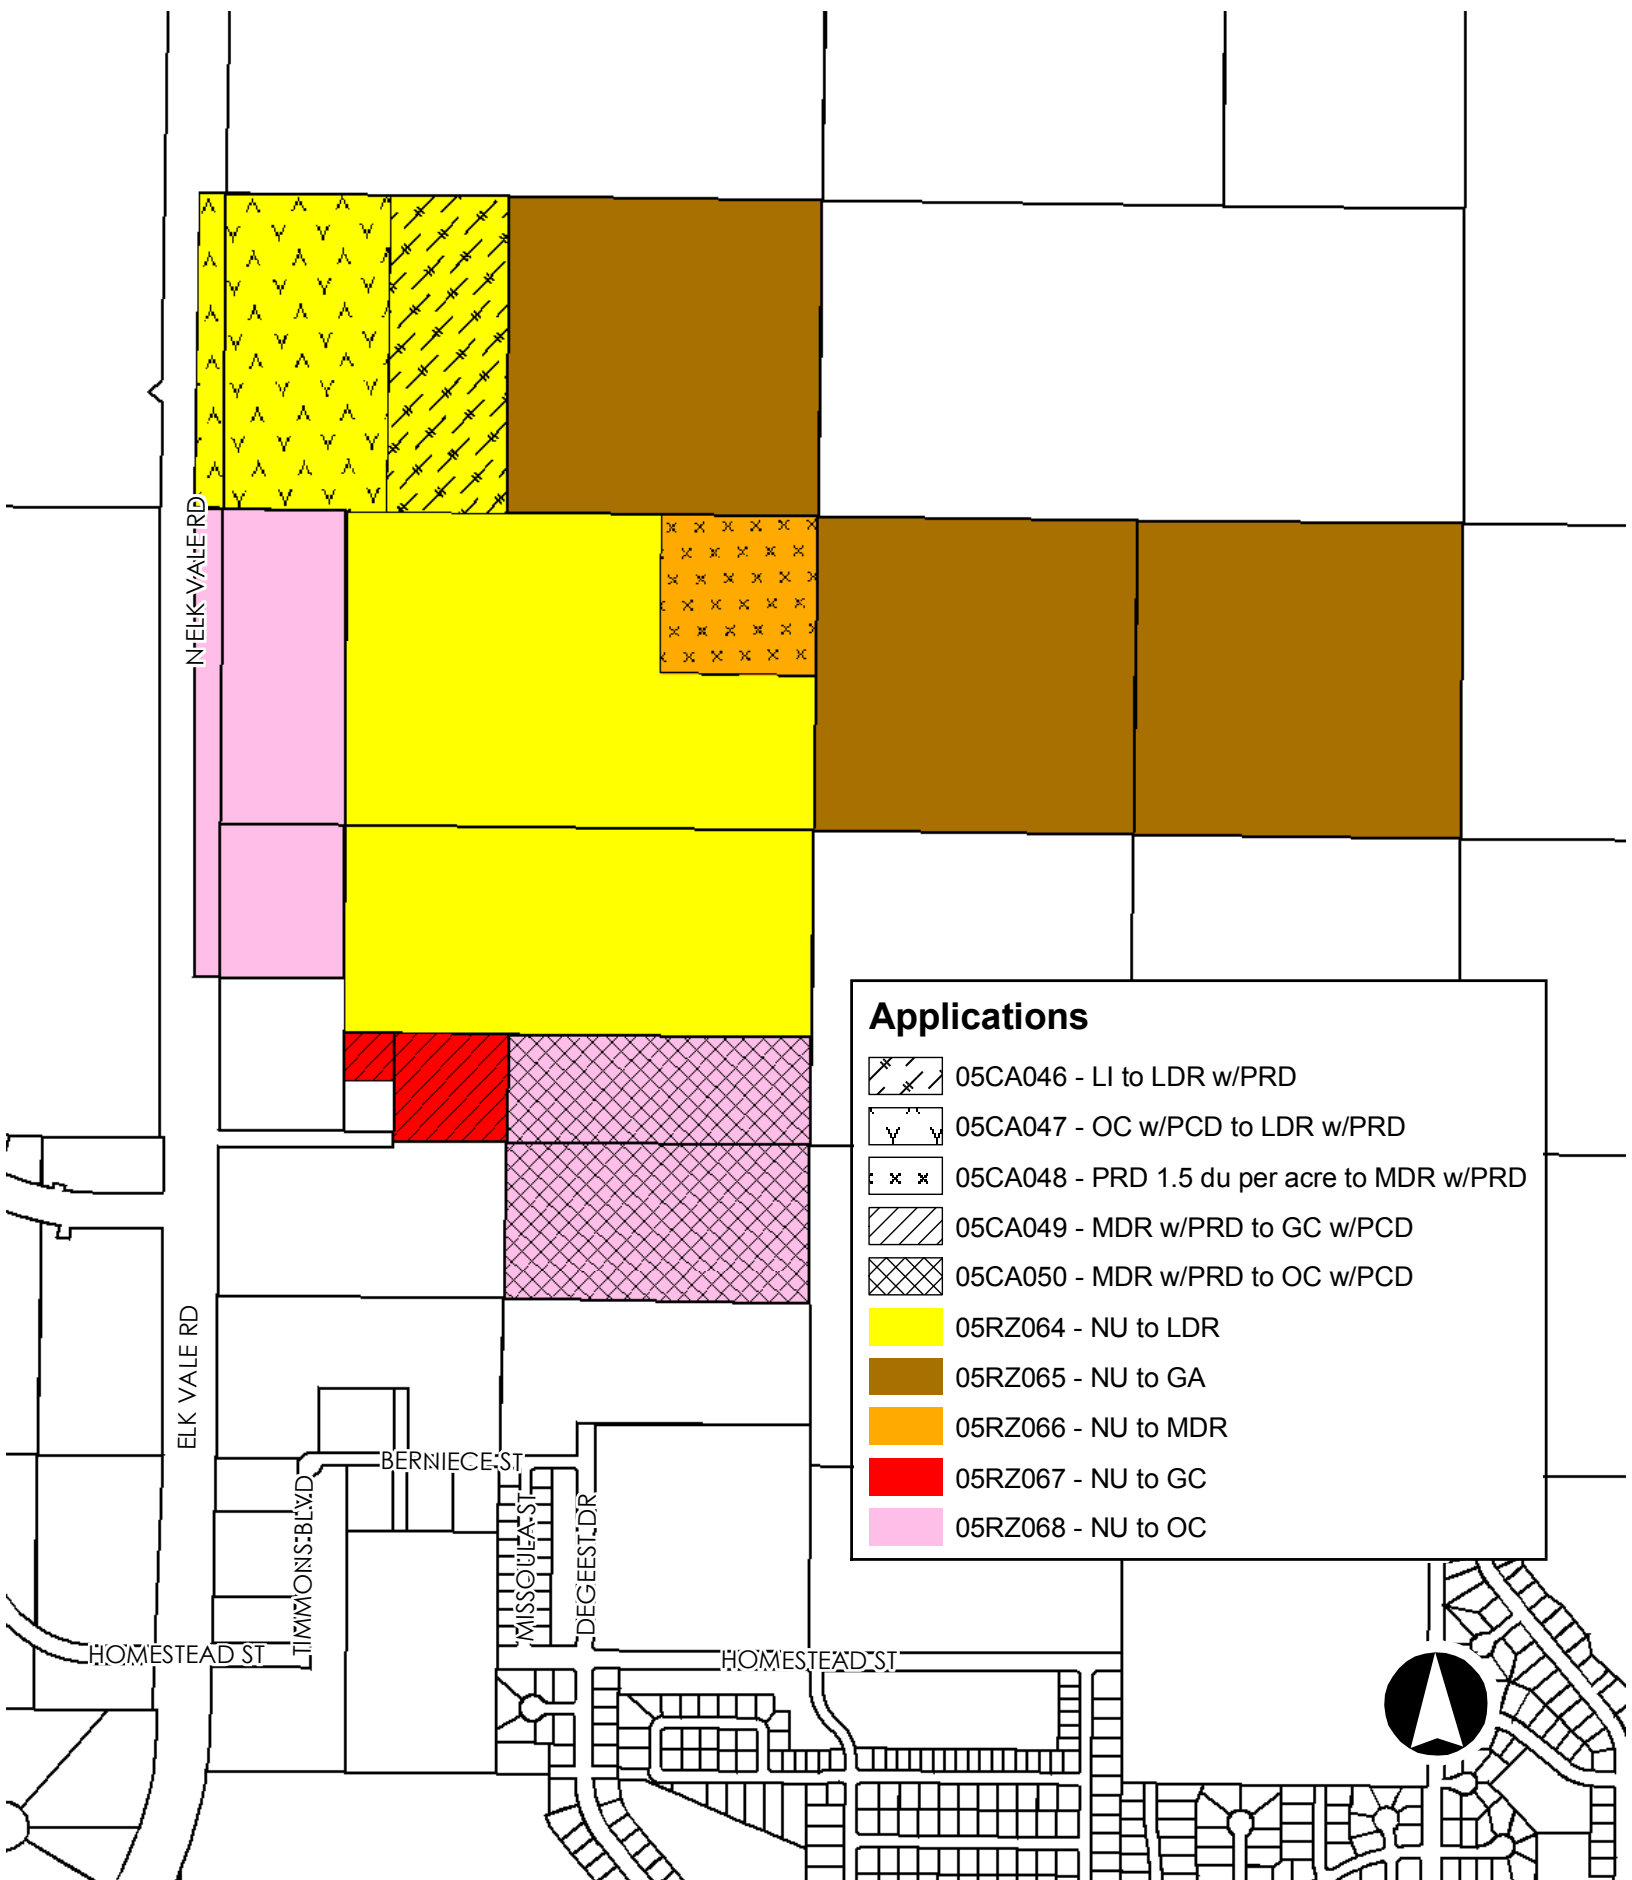 N ELK VALE RD
Applications
05CA046 - LI to LDR w/PRD
05CA047 - OC w/PCD to LDR w/PRD
05CA048 - PRD 1.5 du per acre to MDR w/PRD
05CA049 - MDR w/PRD to GC w/PCD
05CA050 - MDR w/PRD to OC w/PCD
05RZ064 - NU to LDR
05RZ065 - NU to GA
05RZ066 - NU to MDR
05RZ067 - NU to GC
05RZ068 - NU to OC
ELK VALE RD
BERNIECE ST
TIMMONS BLVD
MISSOULA ST
DEGEEST DR
HOMESTEAD ST
HOMESTEAD ST